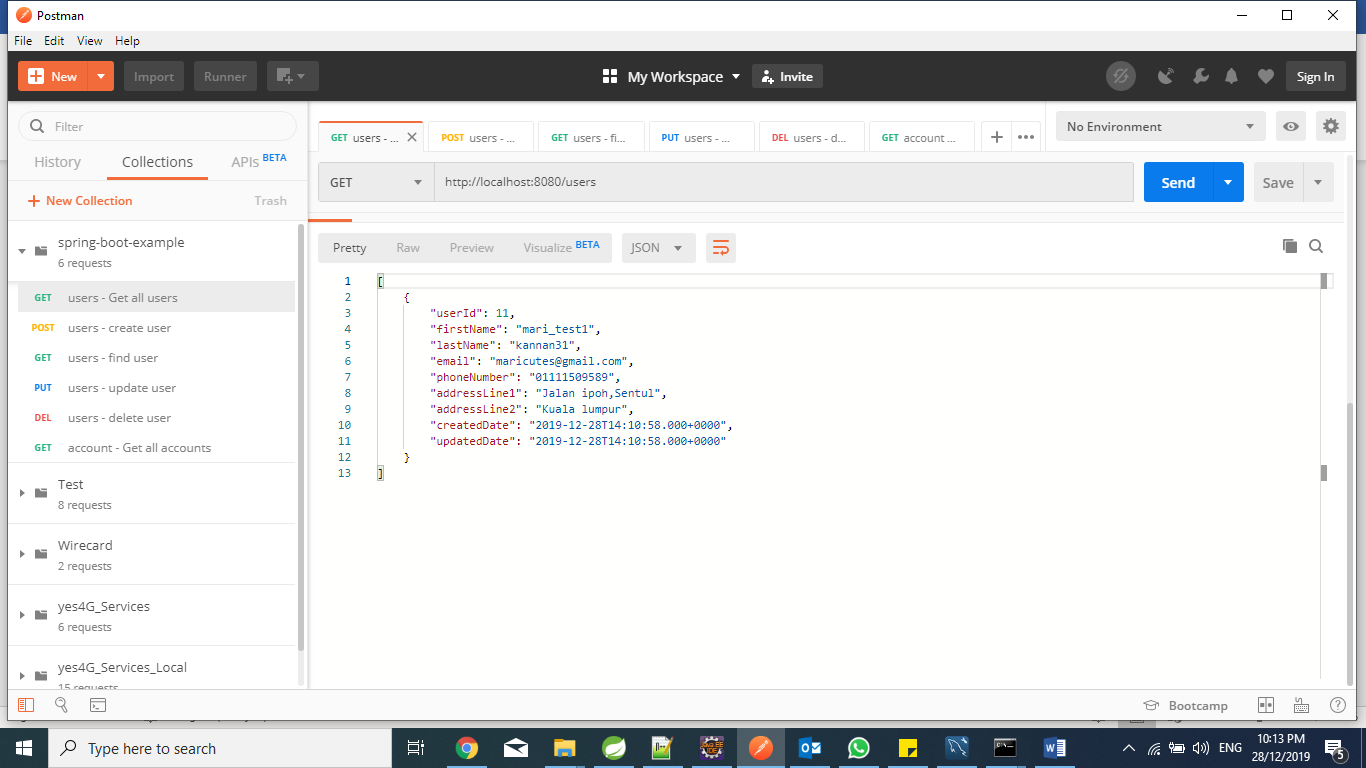 Postman
File Edit View Help
New Import Runner My Workspace Invite Sign In
Filter
History Collections APIs BETA
New Collection Trash
spring-boot-example
6 requests
GET users - Get all users
POST users - create user
GET users - find user
PUT users - update user
DEL users - delete user
GET account - Get all accounts
Test
8 requests
Wirecard
2 requests
yes4G_Services
6 requests
yes4G_Services_Local
15 requests
GET users - ... POST users - ... GET users - fi... PUT users - ... DEL users - d... GET account ... No Environment
GET http://localhost:8080/users Send Save
Pretty Raw Preview Visualize BETA JSON
1 [
2 {
3 "userId": 11,
4 "firstName": "mari_test1",
5 "lastName": "kannan31",
6 "email": "maricutes@gmail.com",
7 "phoneNumber": "01111509589",
8 "addressLine1": "Jalan ipoh,Sentul",
9 "addressLine2": "Kuala lumpur",
10 "createdDate": "2019-12-28T14:10:58.000+0000",
11 "updatedDate": "2019-12-28T14:10:58.000+0000"
12 }
13 ]
Bootcamp
Type here to search
ENG
10:13 PM
28/12/2019
5